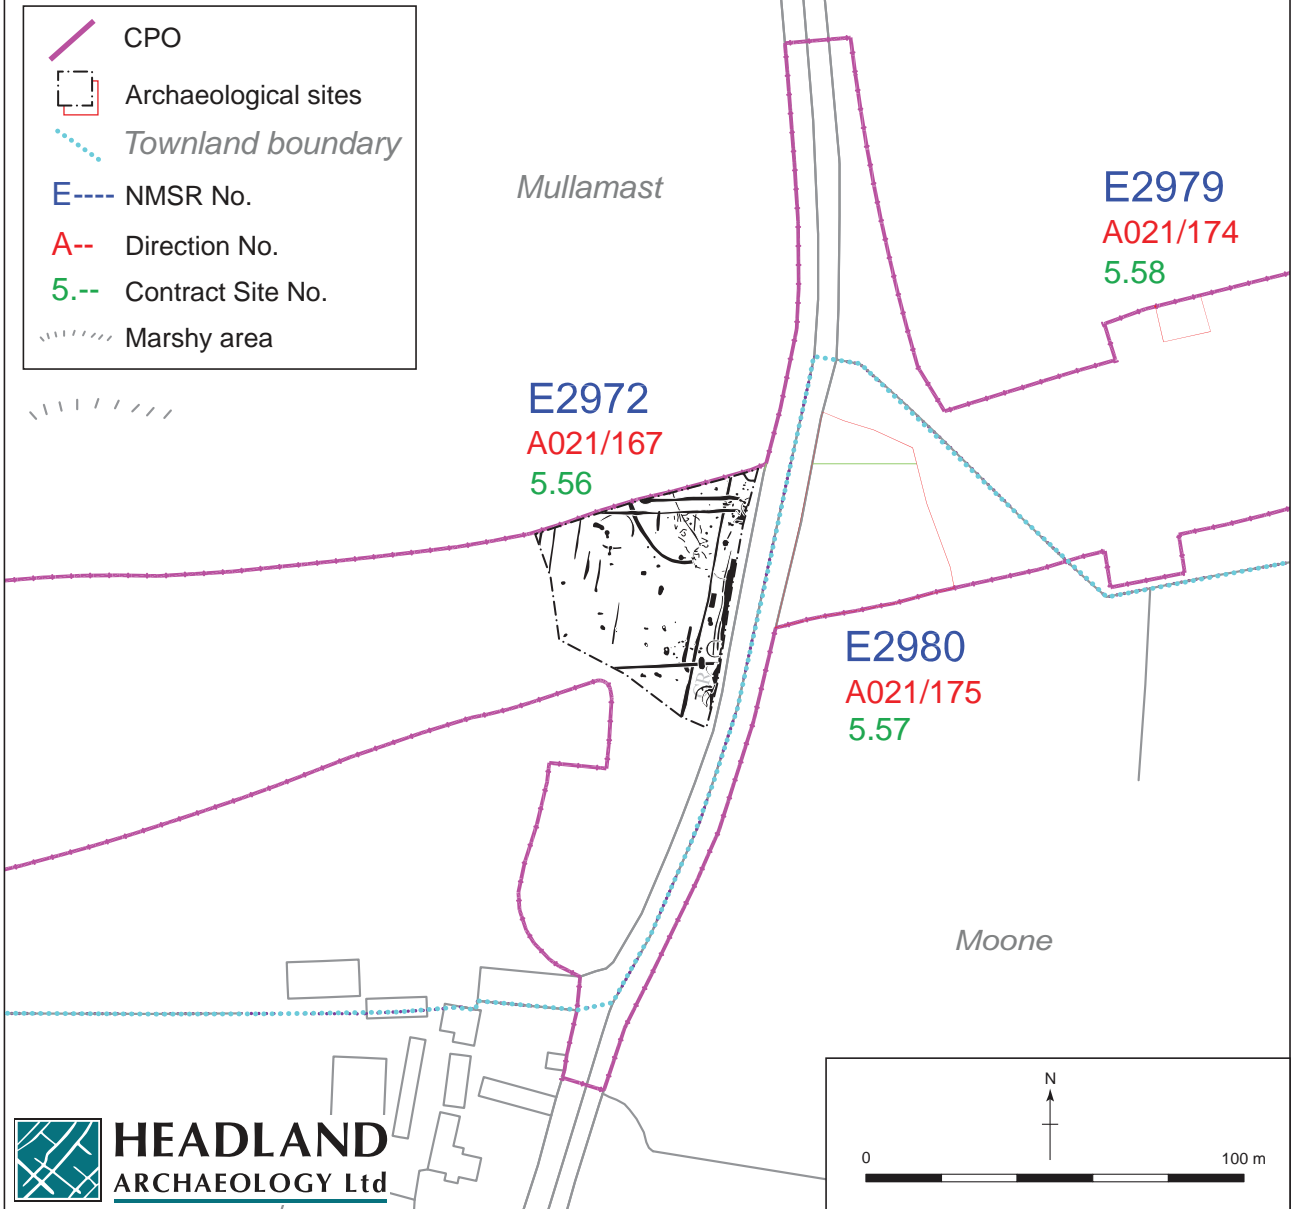 CPO
Archaeological sites
Townland boundary
E---- NMSR No.
A-- Direction No.
5.-- Contract Site No.
Marshy area
Mullamast
E2979
A021/174
5.58
E2972
A021/167
5.56
E2980
A021/175
5.57
Moone
N
0 100 m
HEADLAND
ARCHAEOLOGY Ltd